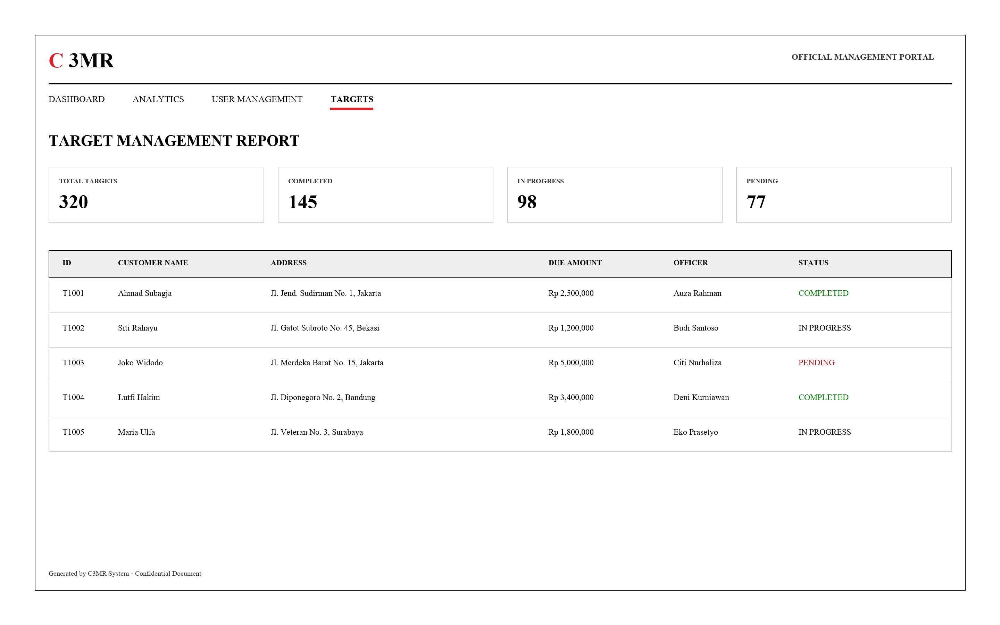 C 3MR
OFFICIAL MANAGEMENT PORTAL
DASHBOARD ANALYTICS USER MANAGEMENT TARGETS
TARGET MANAGEMENT REPORT
TOTAL TARGETS
320
COMPLETED
145
IN PROGRESS
98
PENDING
77
ID CUSTOMER NAME ADDRESS DUE AMOUNT OFFICER STATUS
T1001 Ahmad Subagja Jl. Jend. Sudirman No. 1, Jakarta Rp 2,500,000 Auza Rahman COMPLETED
T1002 Siti Rahayu Jl. Gatot Subroto No. 45, Bekasi Rp 1,200,000 Budi Santoso IN PROGRESS
T1003 Joko Widodo Jl. Merdeka Barat No. 15, Jakarta Rp 5,000,000 Citi Nurhaliza PENDING
T1004 Lutfi Hakim Jl. Diponegoro No. 2, Bandung Rp 3,400,000 Deni Kurniawan COMPLETED
T1005 Maria Ulfa Jl. Veteran No. 3, Surabaya Rp 1,800,000 Eko Prasetyo IN PROGRESS
Generated by C3MR System - Confidential Document